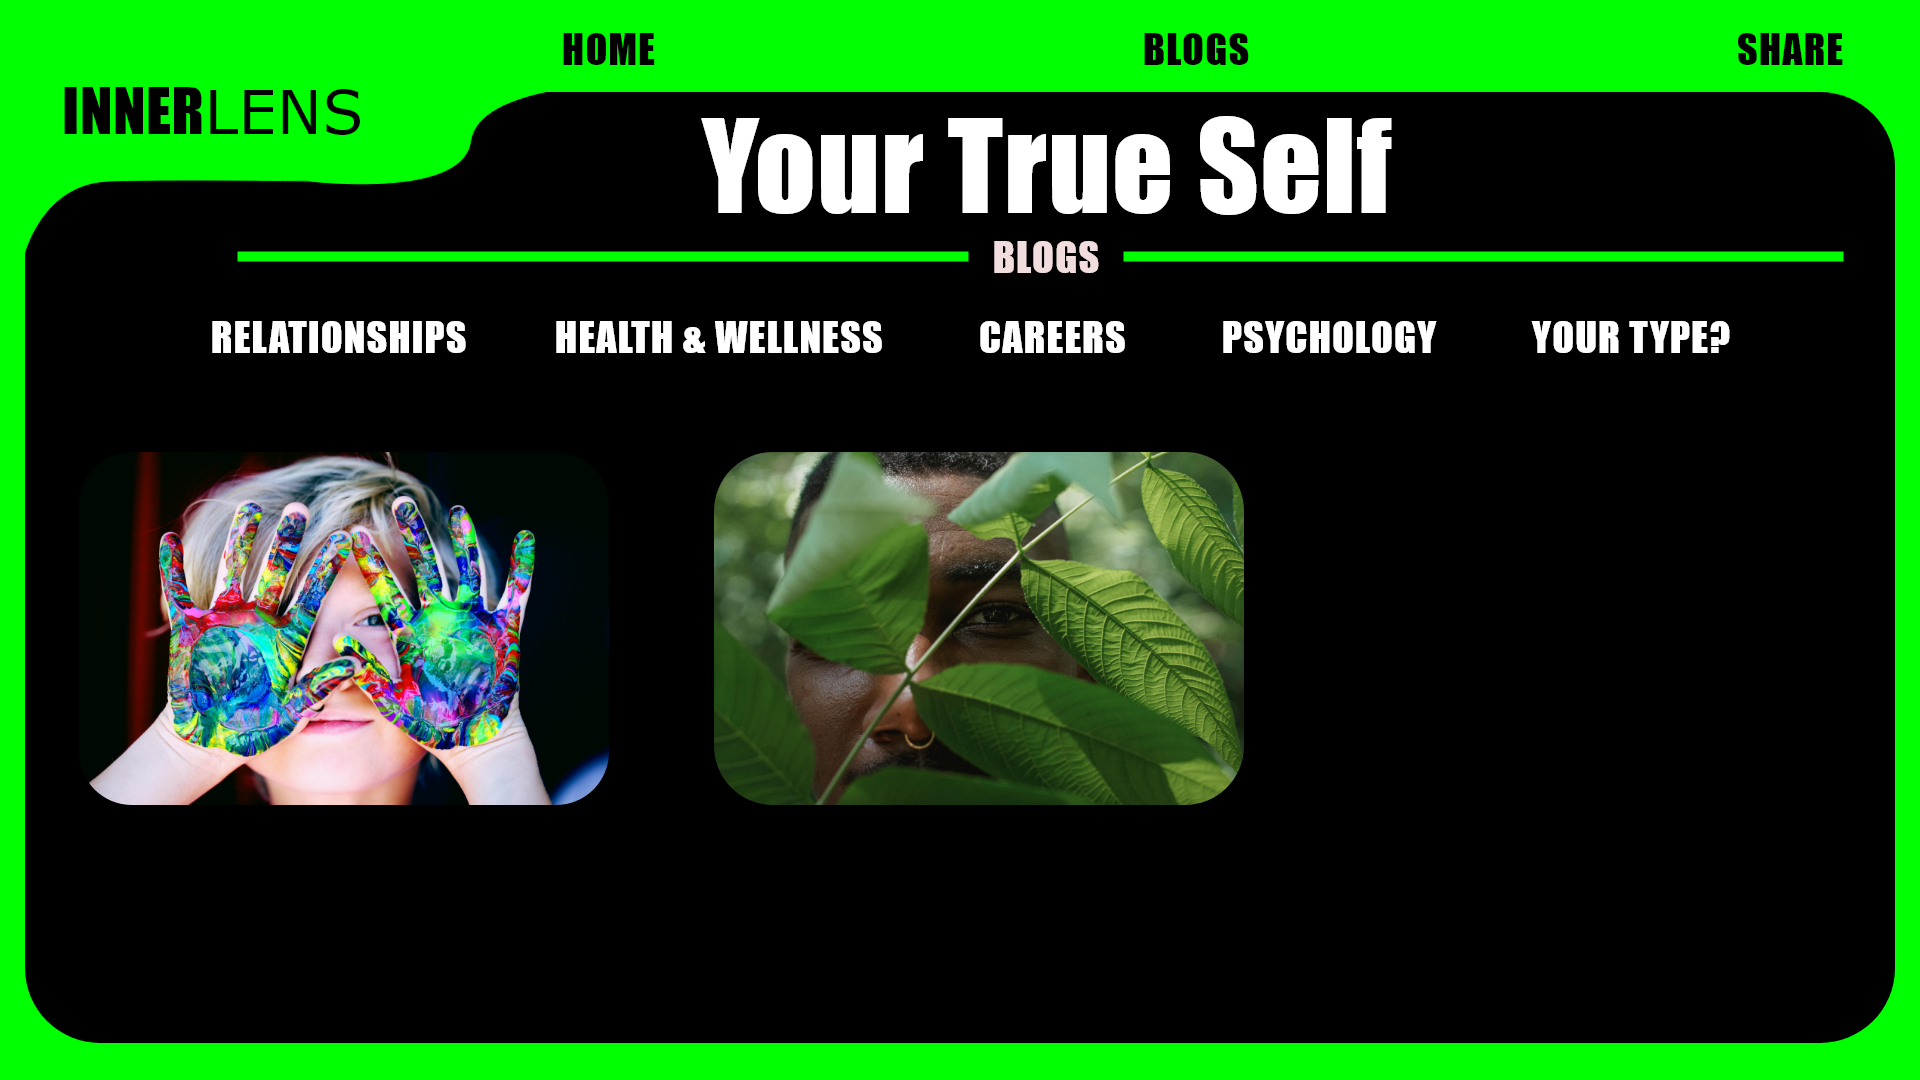 HOME BLOGS SHARE
INNERLENS
Your True Self
BLOGS
RELATIONSHIPS HEALTH & WELLNESS CAREERS PSYCHOLOGY YOUR TYPE?